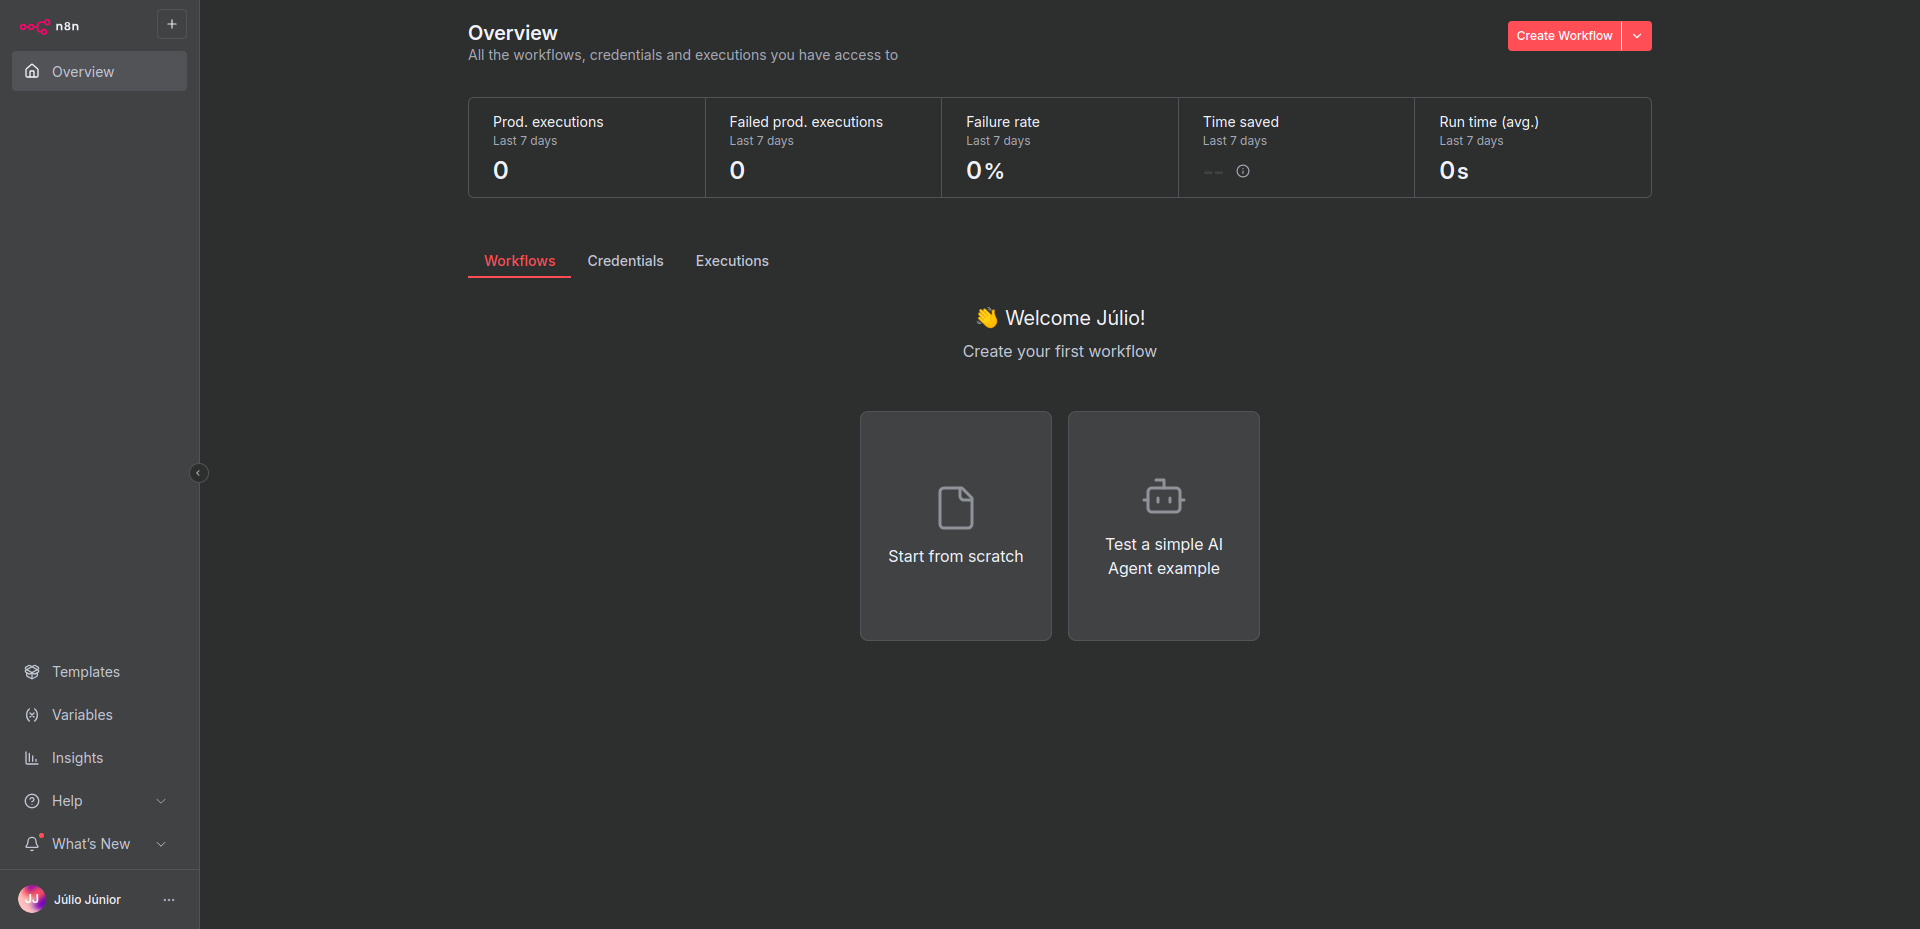 n8n
Overview
Templates
Variables
Insights
Help
What's New
JJ
Júlio Júnior
Overview
All the workflows, credentials and executions you have access to
Create Workflow
Prod. executions
Last 7 days
0
Failed prod. executions
Last 7 days
0
Failure rate
Last 7 days
0%
Time saved
Last 7 days
--
Run time (avg.)
Last 7 days
0s
Workflows
Credentials
Executions
👋 Welcome Júlio!
Create your first workflow
Start from scratch
Test a simple AI
Agent example